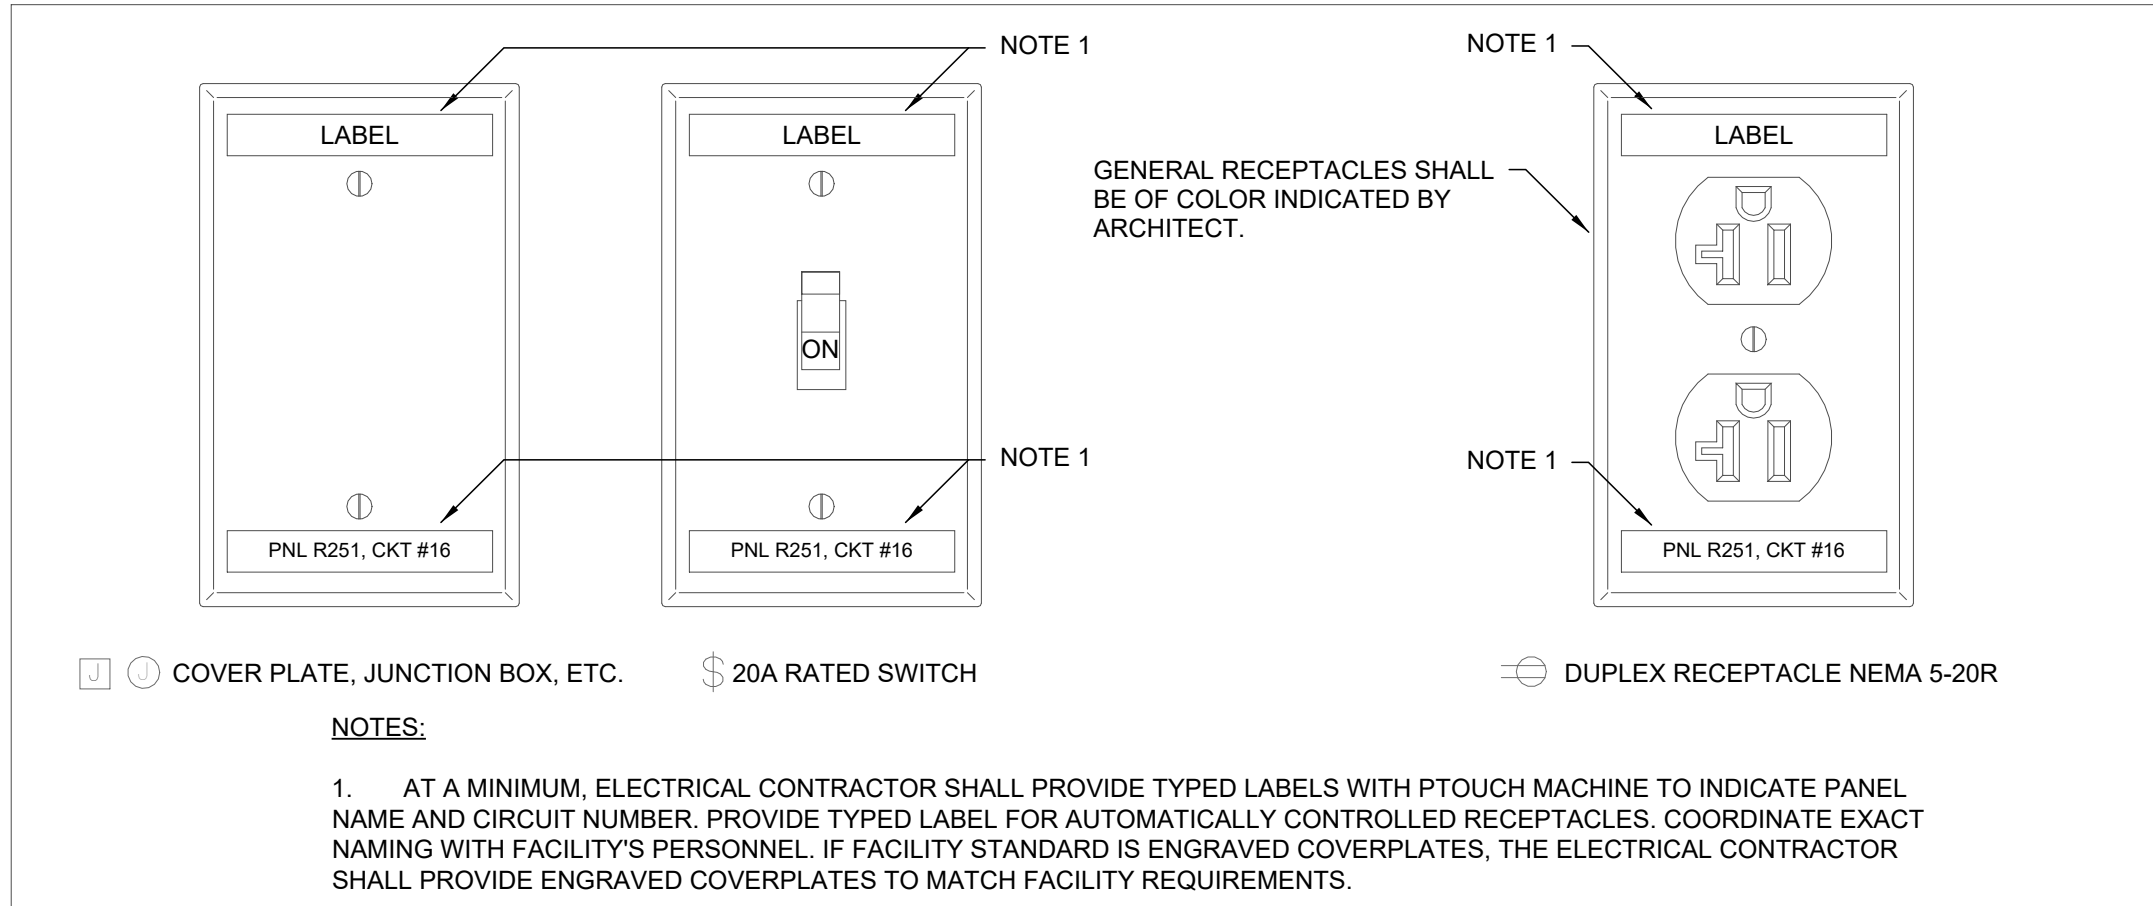 NOTE 1
NOTE 1
LABEL
LABEL
LABEL
GENERAL RECEPTACLES SHALL
BE OF COLOR INDICATED BY
ARCHITECT.
ON
NOTE 1
NOTE 1
PNL R251, CKT #16
PNL R251, CKT #16
PNL R251, CKT #16
J J COVER PLATE, JUNCTION BOX, ETC.
$ 20A RATED SWITCH
DUPLEX RECEPTACLE NEMA 5-20R
NOTES:
1. AT A MINIMUM, ELECTRICAL CONTRACTOR SHALL PROVIDE TYPED LABELS WITH PTOUCH MACHINE TO INDICATE PANEL
NAME AND CIRCUIT NUMBER. PROVIDE TYPED LABEL FOR AUTOMATICALLY CONTROLLED RECEPTACLES. COORDINATE EXACT
NAMING WITH FACILITY'S PERSONNEL. IF FACILITY STANDARD IS ENGRAVED COVERPLATES, THE ELECTRICAL CONTRACTOR
SHALL PROVIDE ENGRAVED COVERPLATES TO MATCH FACILITY REQUIREMENTS.